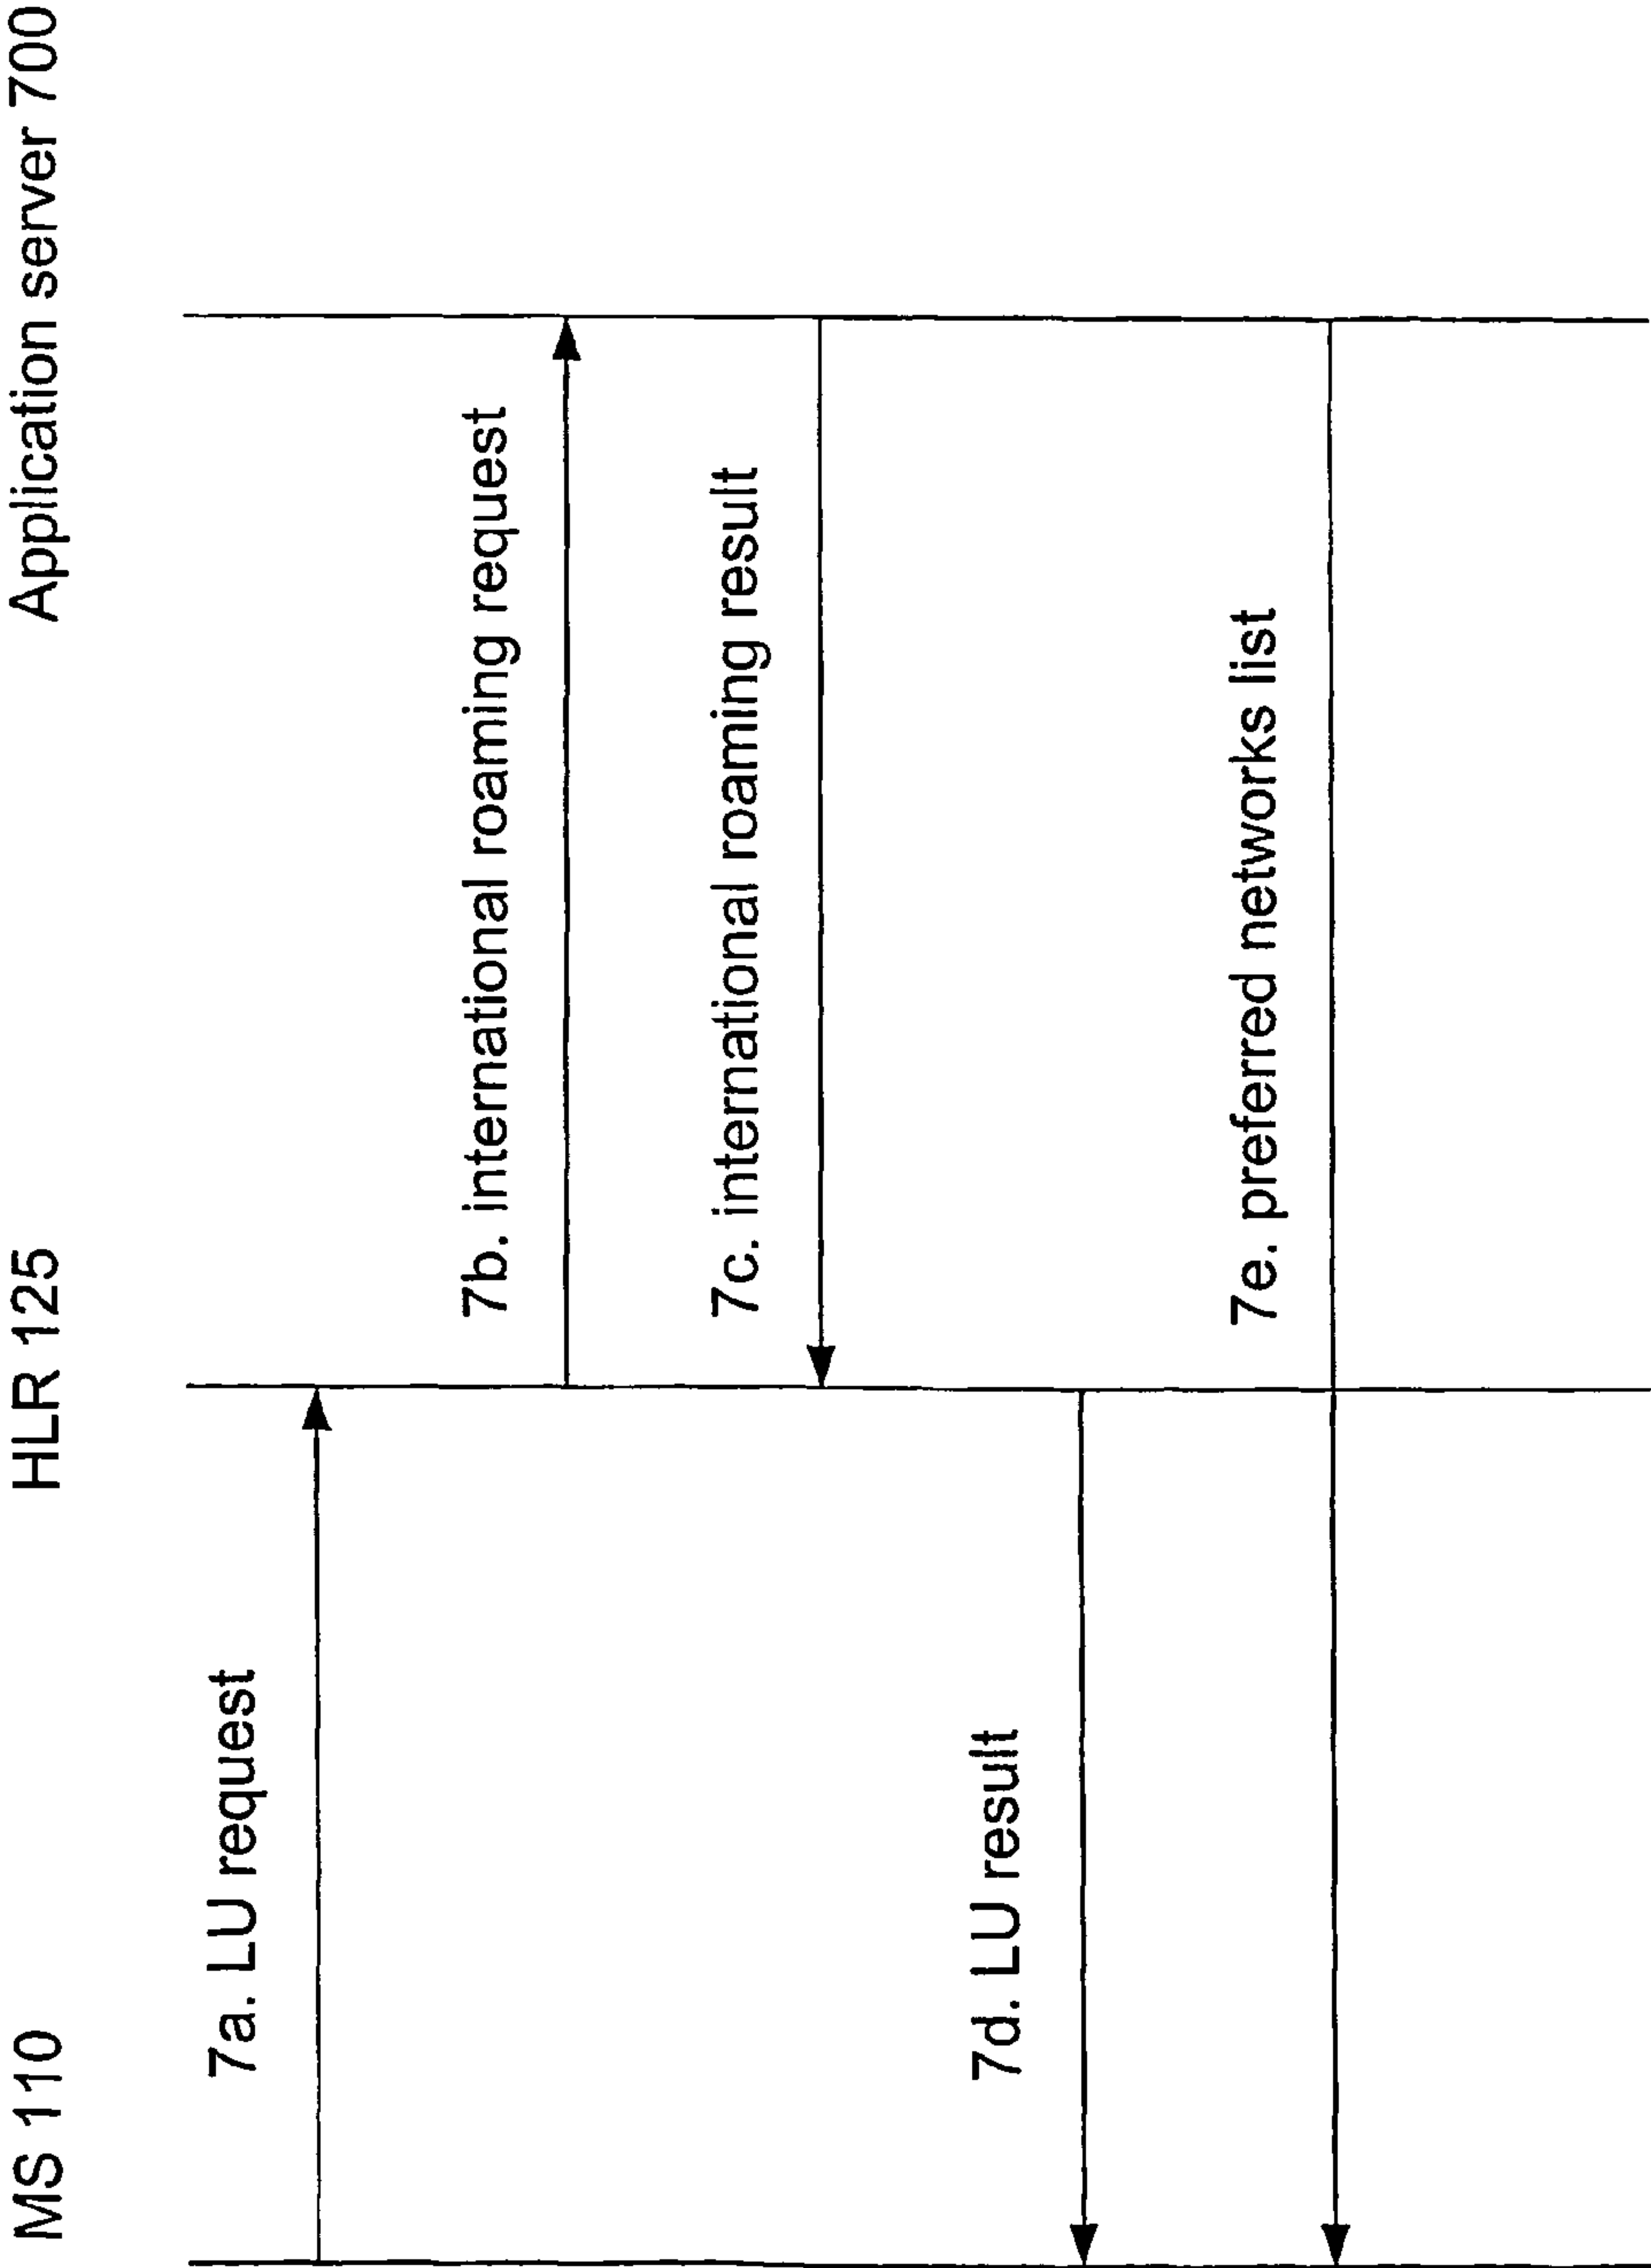 MS 110
HLR 125
Application server 700
7a. LU request
7b. international roaming request
7c. international roaming result
7d. LU result
7e. preferred networks list